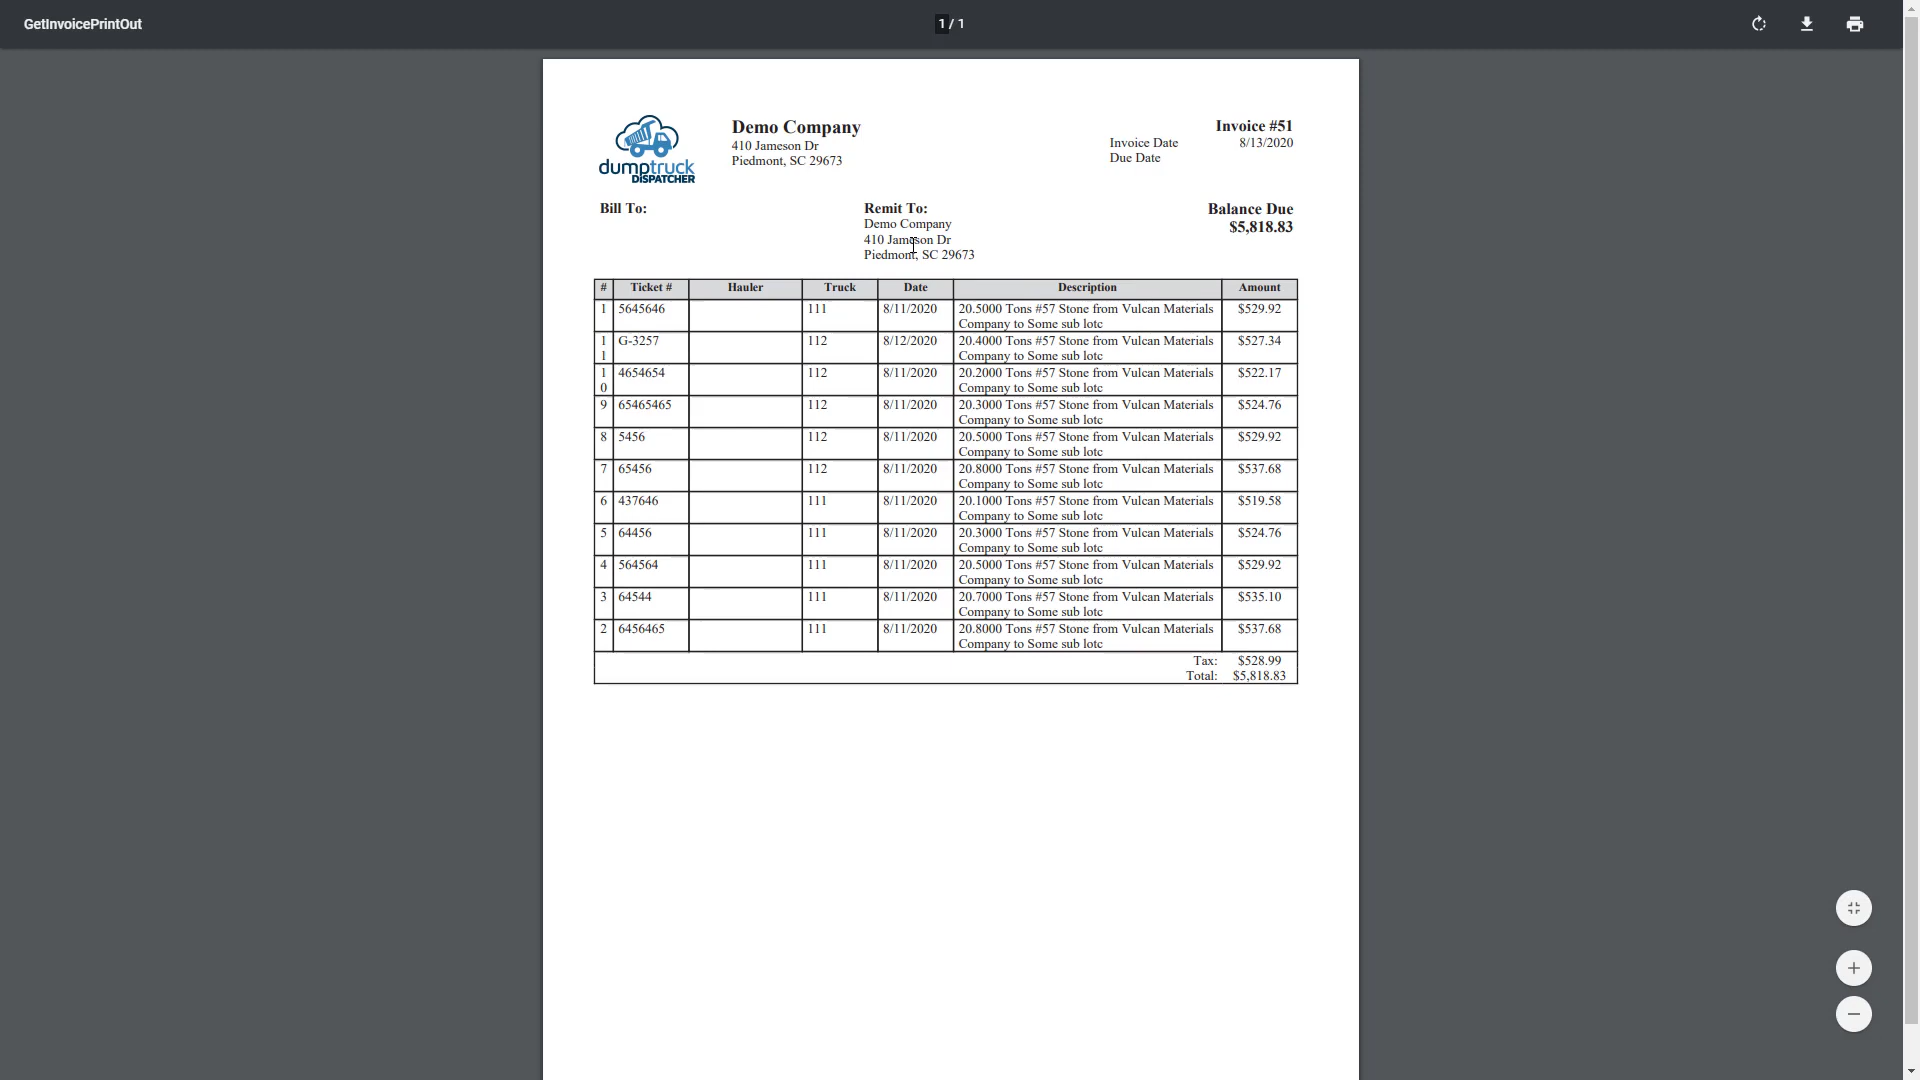 GetInvoicePrintOut
1 / 1
dumptruck
DISPATCHER
Demo Company
410 Jameson Dr
Piedmont, SC 29673
Invoice #51
Invoice Date 8/13/2020
Due Date
Bill To:
Remit To:
Demo Company
410 Jameson Dr
Piedmont, SC 29673
Balance Due
$5,818.83
# Ticket # Hauler Truck Date Description Amount
1 5645646 111 8/11/2020 20.5000 Tons #57 Stone from Vulcan Materials $529.92
Company to Some sub lotc
1 G-3257 112 8/12/2020 20.4000 Tons #57 Stone from Vulcan Materials $527.34
1 Company to Some sub lotc
1 4654654 112 8/11/2020 20.2000 Tons #57 Stone from Vulcan Materials $522.17
0 Company to Some sub lotc
9 65465465 112 8/11/2020 20.3000 Tons #57 Stone from Vulcan Materials $524.76
Company to Some sub lotc
8 5456 112 8/11/2020 20.5000 Tons #57 Stone from Vulcan Materials $529.92
Company to Some sub lotc
7 65456 112 8/11/2020 20.8000 Tons #57 Stone from Vulcan Materials $537.68
Company to Some sub lotc
6 437646 111 8/11/2020 20.1000 Tons #57 Stone from Vulcan Materials $519.58
Company to Some sub lotc
5 64456 111 8/11/2020 20.3000 Tons #57 Stone from Vulcan Materials $524.76
Company to Some sub lotc
4 564564 111 8/11/2020 20.5000 Tons #57 Stone from Vulcan Materials $529.92
Company to Some sub lotc
3 64544 111 8/11/2020 20.7000 Tons #57 Stone from Vulcan Materials $535.10
Company to Some sub lotc
2 6456465 111 8/11/2020 20.8000 Tons #57 Stone from Vulcan Materials $537.68
Company to Some sub lotc
Tax: $528.99
Total: $5,818.83